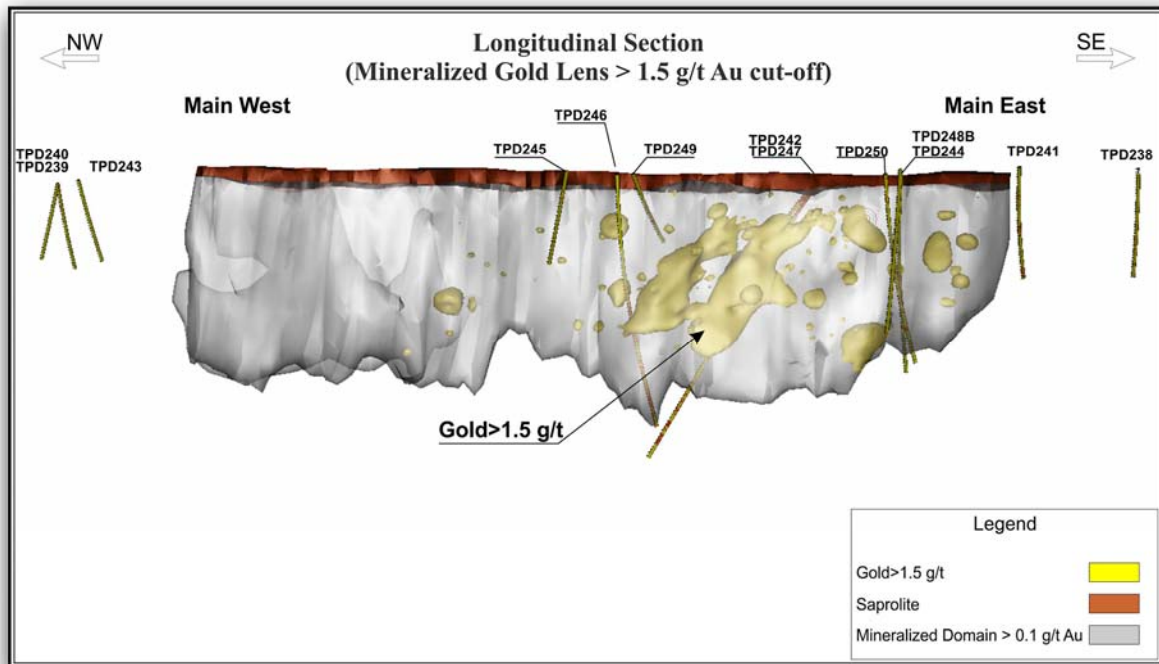 NW
SE
Longitudinal Section
(Mineralized Gold Lens > 1.5 g/t Au cut-off)
Main West
Main East
TPD240
TPD239
TPD243
TPD245
TPD246
TPD249
TPD242
TPD247
TPD250
TPD248B
TPD244
TPD241
TPD238
Gold>1.5 g/t
Legend
Gold>1.5 g/t
Saprolite
Mineralized Domain > 0.1 g/t Au